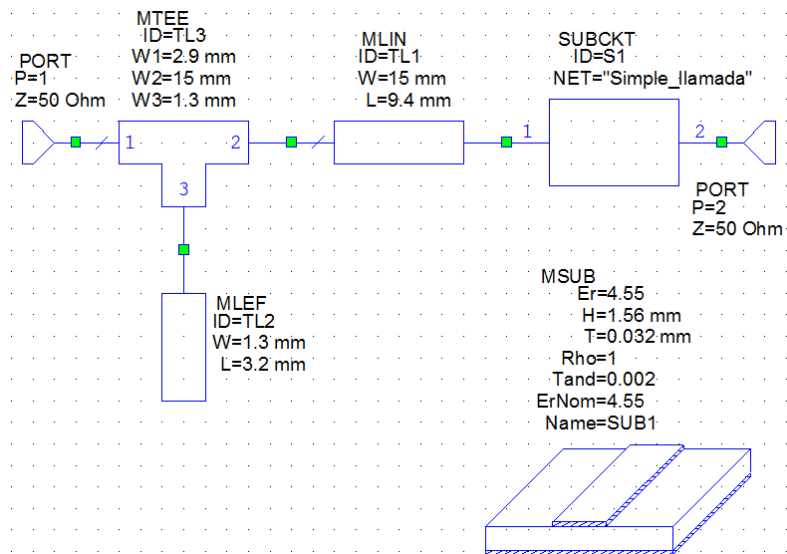 PORT
P=1
Z=50 Ohm
MTEE
ID=TL3
W1=2.9 mm
W2=15 mm
W3=1.3 mm
1
2
3
MLIN
ID=TL1
W=15 mm
L=9.4 mm
SUBCKT
ID=S1
NET="Simple_llamada"
1
2
PORT
P=2
Z=50 Ohm
MLEF
ID=TL2
W=1.3 mm
L=3.2 mm
MSUB
Er=4.55
H=1.56 mm
T=0.032 mm
Rho=1
Tand=0.002
ErNom=4.55
Name=SUB1